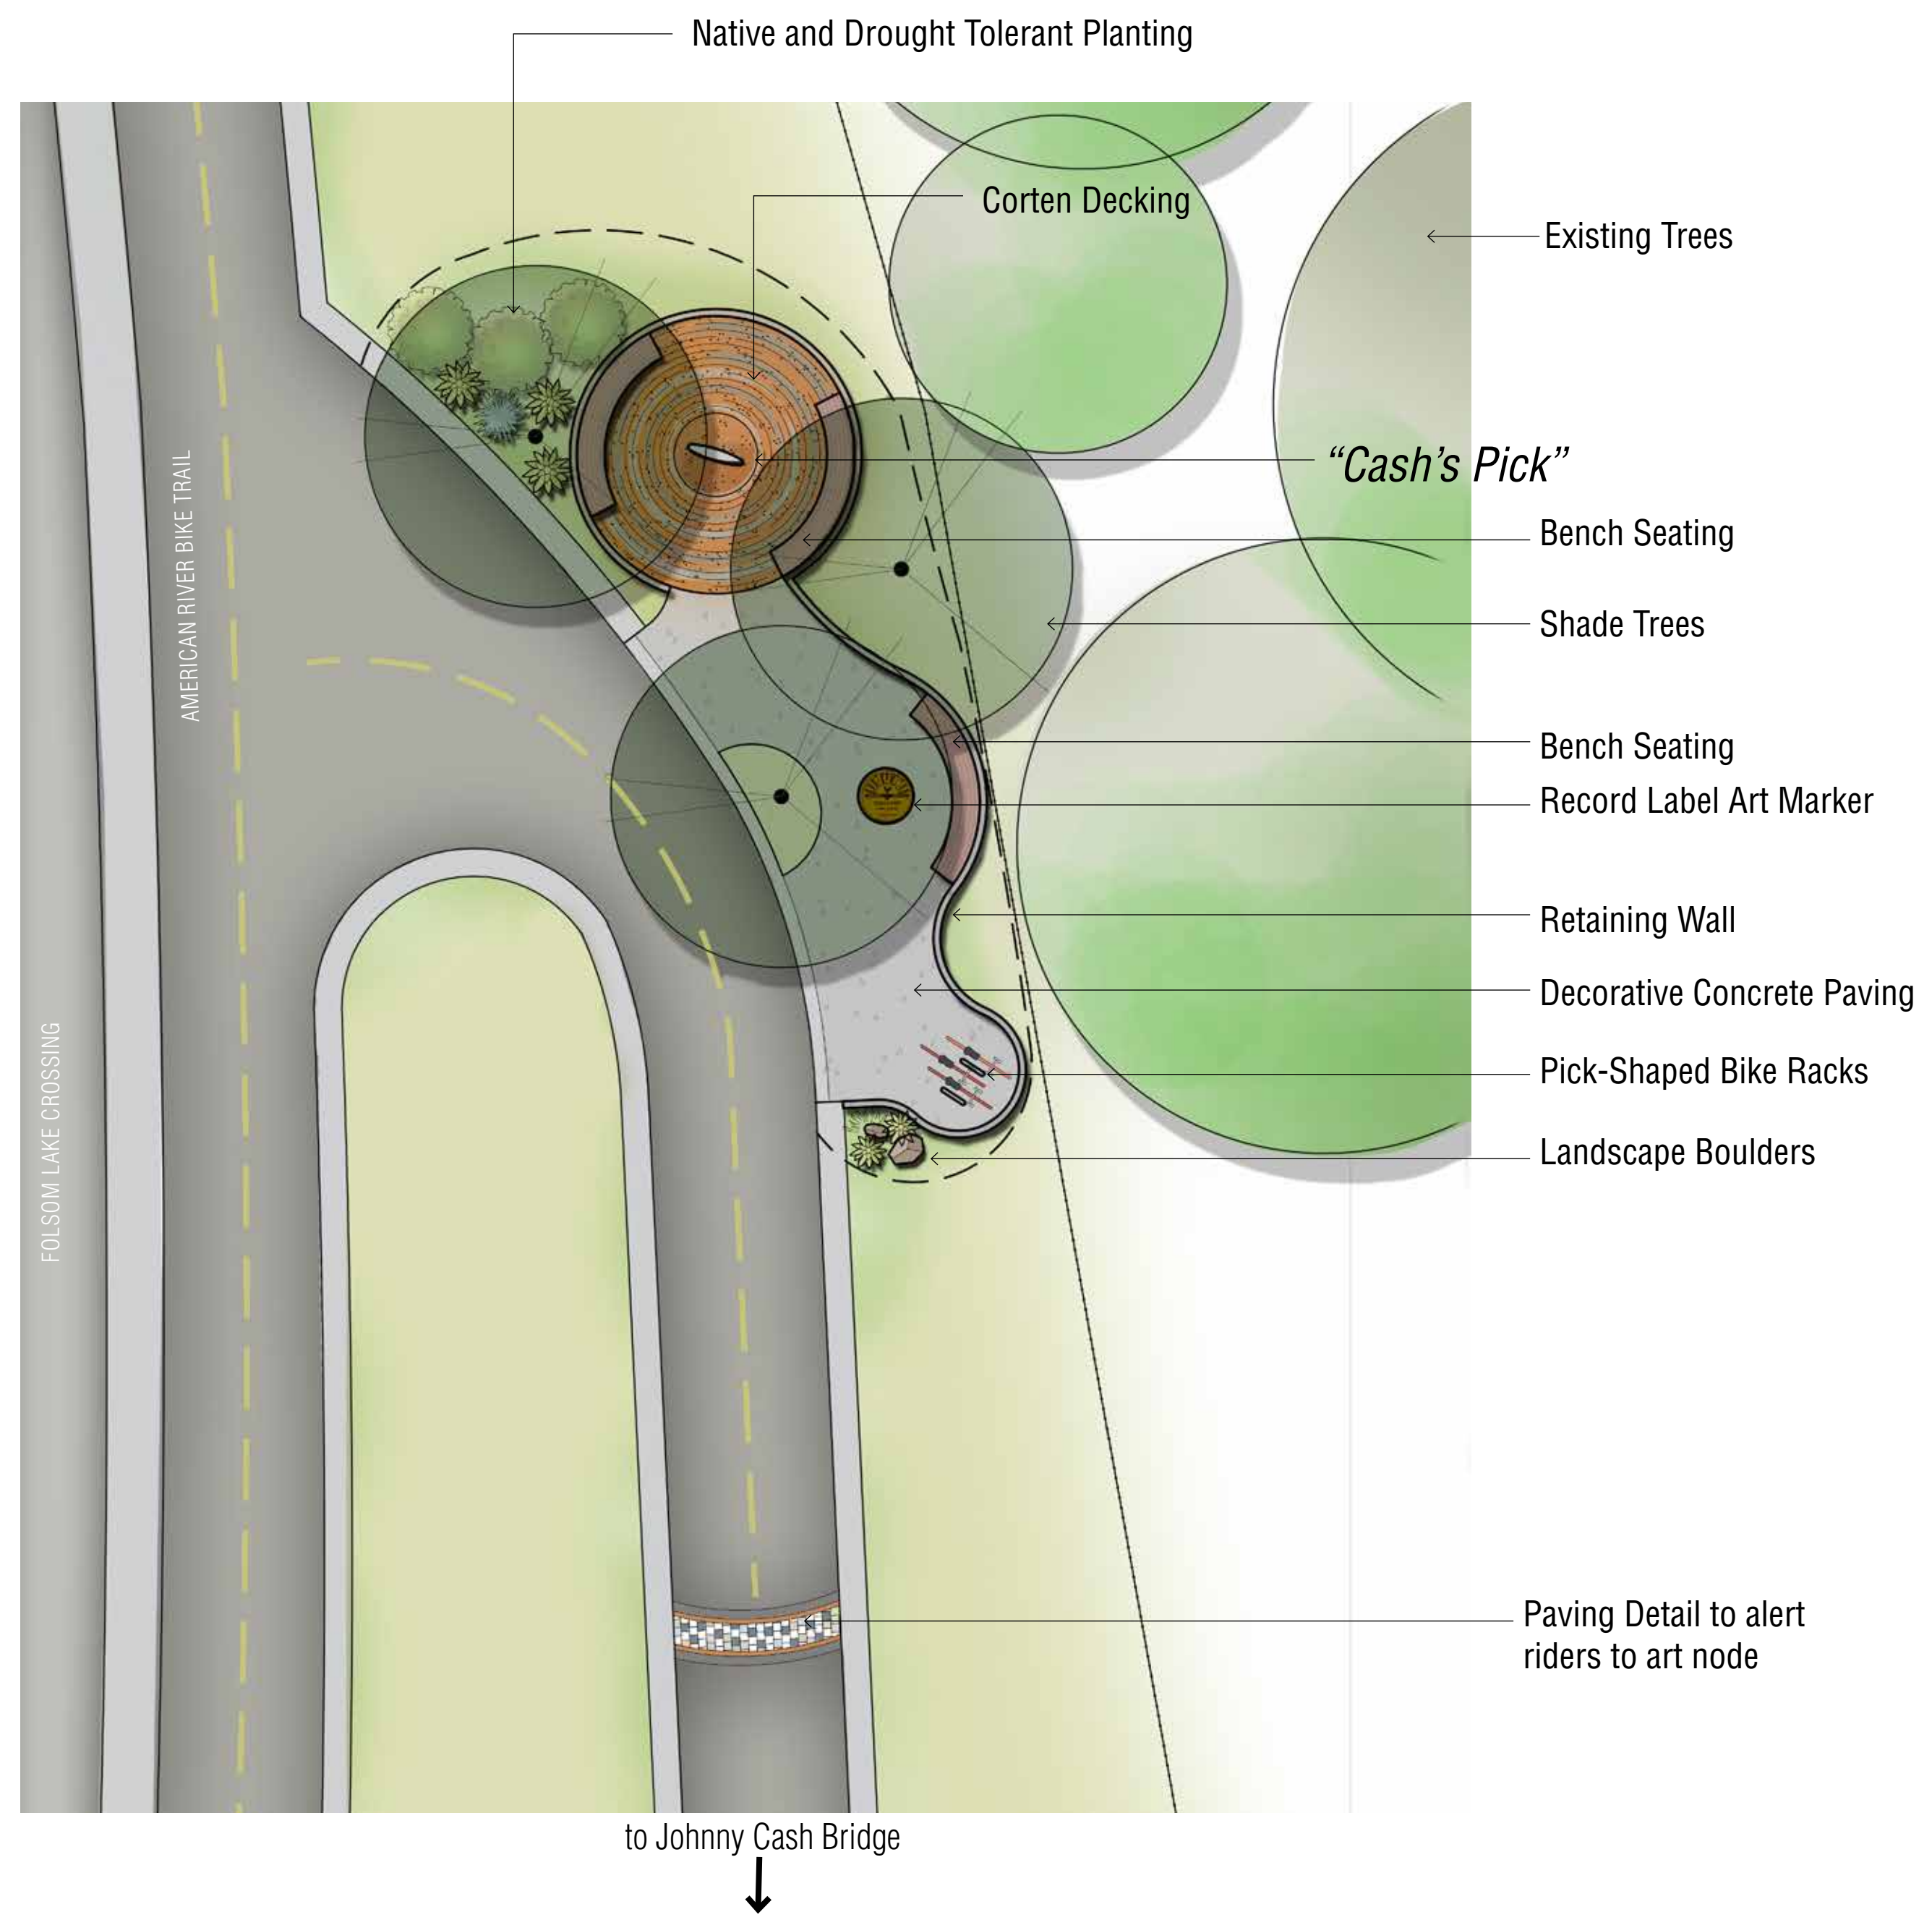 Native and Drought Tolerant Planting
Corten Decking
Existing Trees
“Cash’s Pick”
Bench Seating
Shade Trees
Bench Seating
Record Label Art Marker
Retaining Wall
Decorative Concrete Paving
Pick-Shaped Bike Racks
Landscape Boulders
Paving Detail to alert
riders to art node
AMERICAN RIVER BIKE TRAIL
FOLSOM LAKE CROSSING
to Johnny Cash Bridge